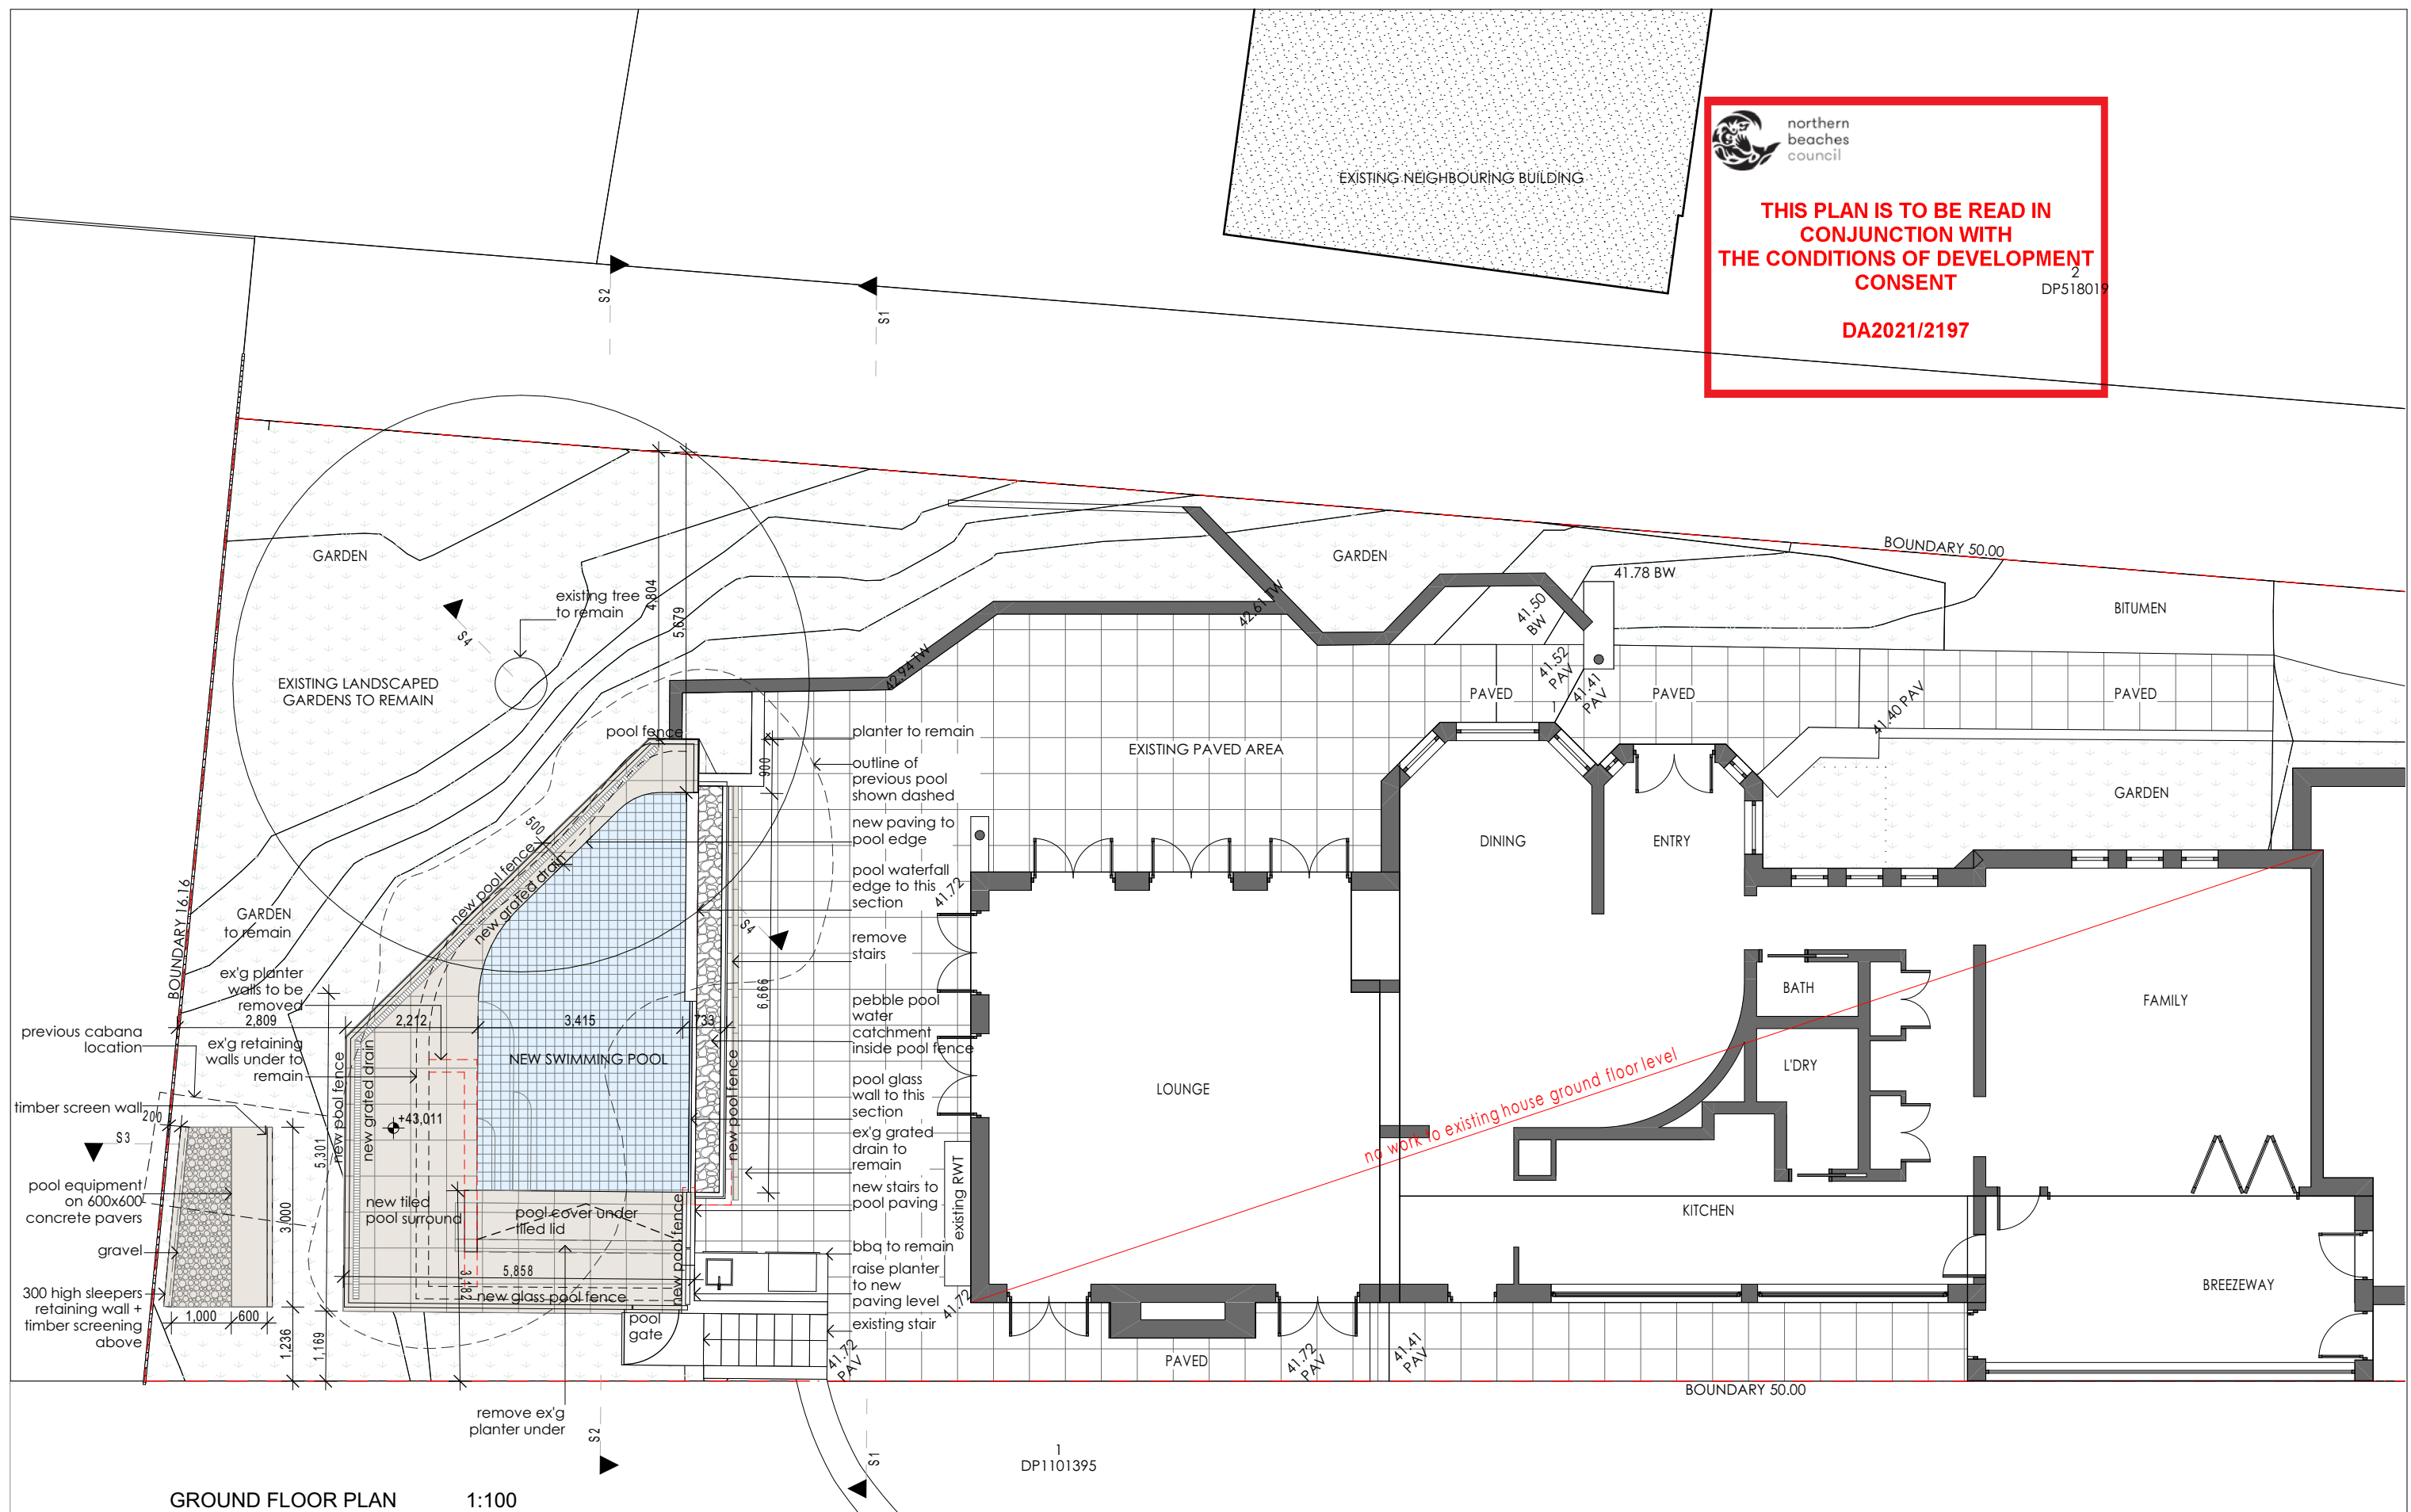 northern
beaches
council
THIS PLAN IS TO BE READ IN
CONJUNCTION WITH
THE CONDITIONS OF DEVELOPMENT
CONSENT
DA2021/2197
2
DP518019
EXISTING NEIGHBOURING BUILDING
S2
S1
BOUNDARY 50.00
GARDEN
GARDEN
41.78 BW
41.50
BW
BITUMEN
existing tree
to remain
4,804
5,679
42.61 TW
42.94 TW
S4
EXISTING LANDSCAPED
GARDENS TO REMAIN
41.52
PAV
41.41
PAV
PAVED
PAVED
PAVED
41.40 PAV
pool fence
planter to remain
EXISTING PAVED AREA
900
outline of
previous pool
shown dashed
GARDEN
new paving to
pool edge
500
DINING
ENTRY
new pool fence
new grated drain
pool waterfall
edge to this
section
41.72
BOUNDARY 16.16
GARDEN
to remain
S4
remove
stairs
ex'g planter
walls to be
removed
6,666
BATH
FAMILY
pebble pool
water
catchment
inside pool fence
2,809
2,212
3,415
733
previous cabana
location
ex'g retaining
walls under to
remain
NEW SWIMMING POOL
new pool fence
new grated drain
new pool fence
no work to existing house ground floor level
L'DRY
LOUNGE
pool glass
wall to this
section
timber screen wall
200
+43,011
S3
5,301
ex'g grated
drain to
remain
pool equipment
on 600x600
concrete pavers
3,000
new tiled
pool surround
pool cover under
tiled lid
new pool fence
new stairs to
pool paving
existing RWT
KITCHEN
gravel
bbq to remain
5,858
3,182
raise planter
to new
paving level
BREEZEWAY
300 high sleepers
retaining wall +
timber screening
above
new glass pool fence
41.72
1,000
600
pool
gate
existing stair
1,236
1,169
41.72
PAV
PAVED
41.72
PAV
41.41
PAV
BOUNDARY 50.00
remove ex'g
planter under
S2
S1
1
DP1101395
GROUND FLOOR PLAN 1:100